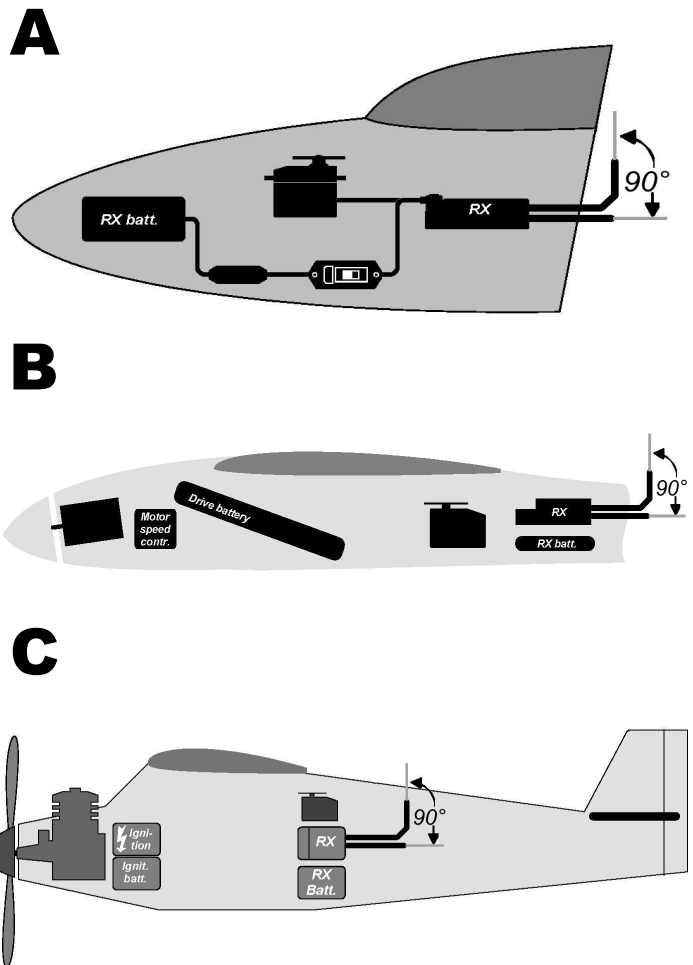 A
RX batt.
RX
90°
B
Motor
speed
contr.
Drive battery
RX
RX batt.
90°
C
Igni-
tion
Ignit.
batt.
RX
RX
Batt.
90°